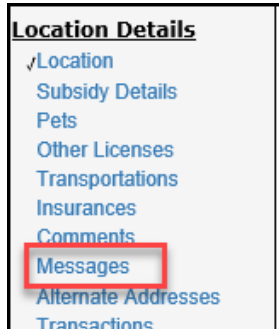 Location Details
√Location
Subsidy Details
Pets
Other Licenses
Transportations
Insurances
Comments
Messages
Alternate Addresses
Transactions